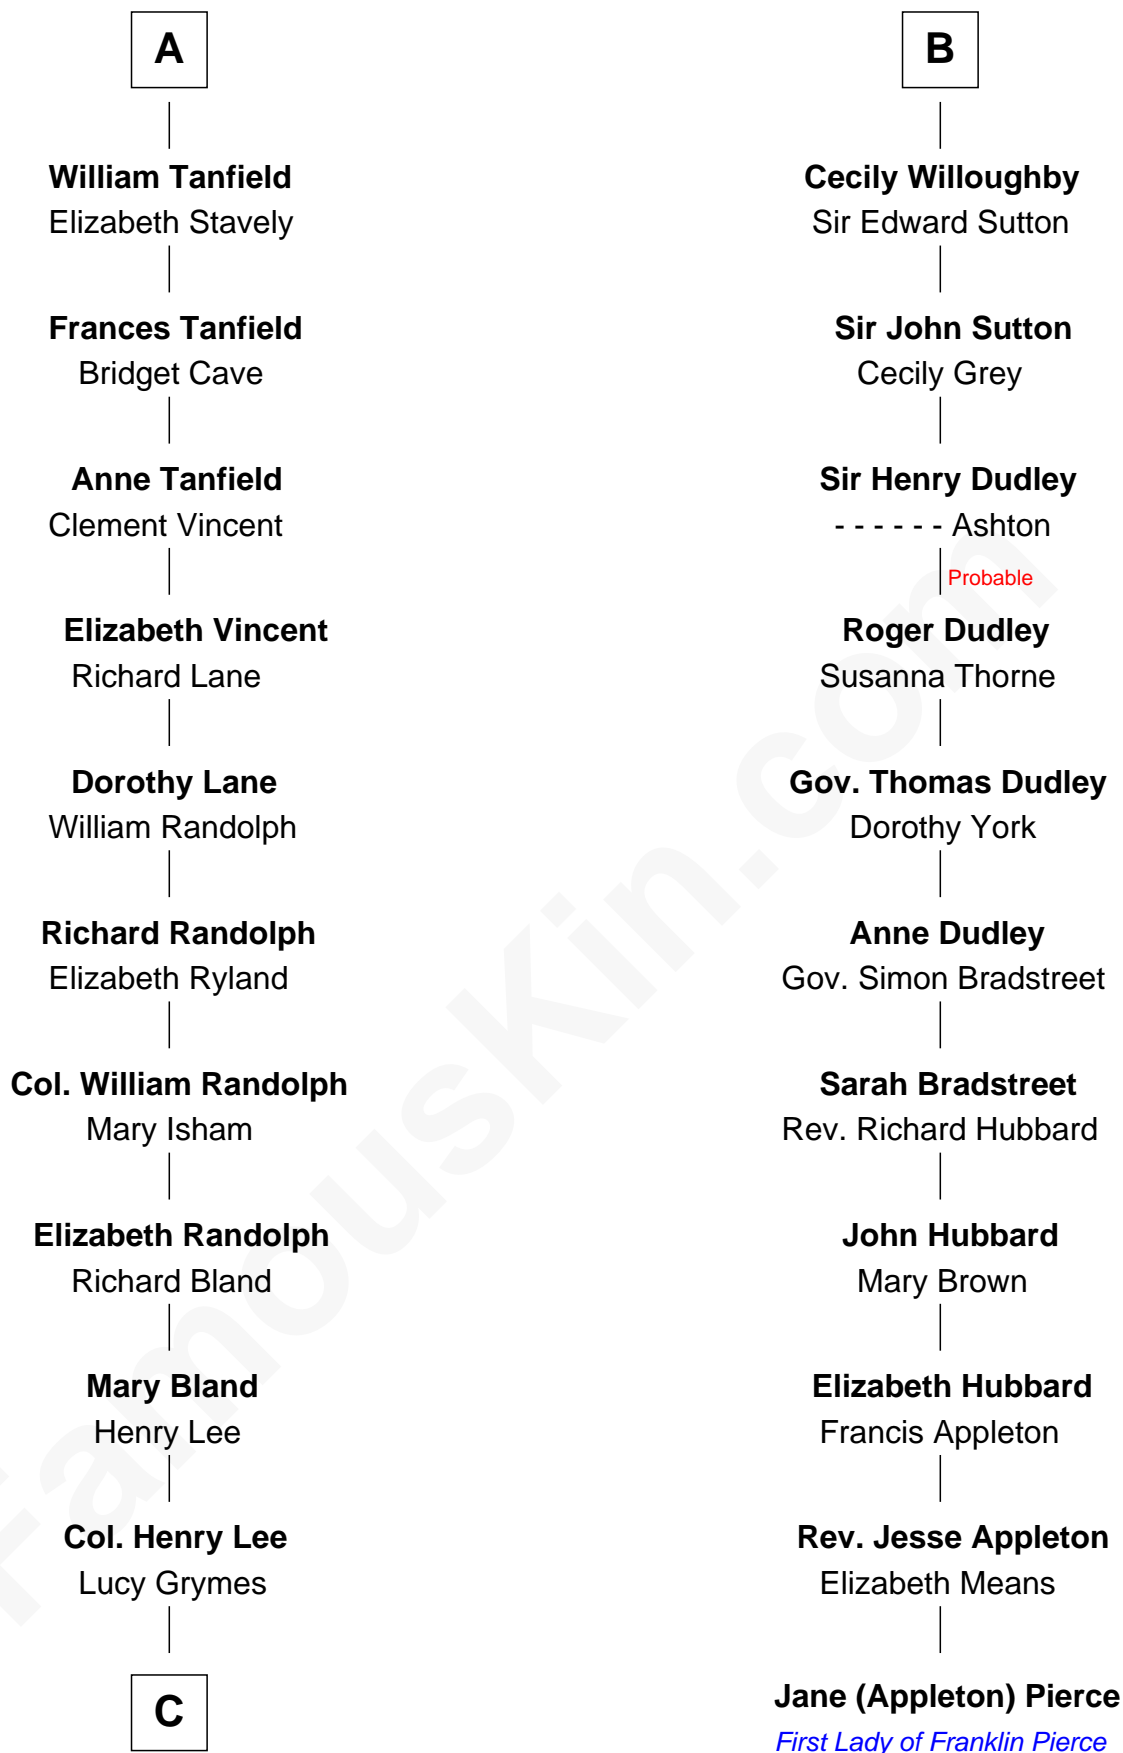 A
William Tanfield
Elizabeth Stavely
Frances Tanfield
Bridget Cave
Anne Tanfield
Clement Vincent
Elizabeth Vincent
Richard Lane
Dorothy Lane
William Randolph
Richard Randolph
Elizabeth Ryland
Col. William Randolph
Mary Isham
Elizabeth Randolph
Richard Bland
Mary Bland
Henry Lee
Col. Henry Lee
Lucy Grymes
C
B
Cecily Willoughby
Sir Edward Sutton
Sir John Sutton
Cecily Grey
Sir Henry Dudley
- - - - - - Ashton
Probable
Roger Dudley
Susanna Thorne
Gov. Thomas Dudley
Dorothy York
Anne Dudley
Gov. Simon Bradstreet
Sarah Bradstreet
Rev. Richard Hubbard
John Hubbard
Mary Brown
Elizabeth Hubbard
Francis Appleton
Rev. Jesse Appleton
Elizabeth Means
Jane (Appleton) Pierce
First Lady of Franklin Pierce
FamousKin.com